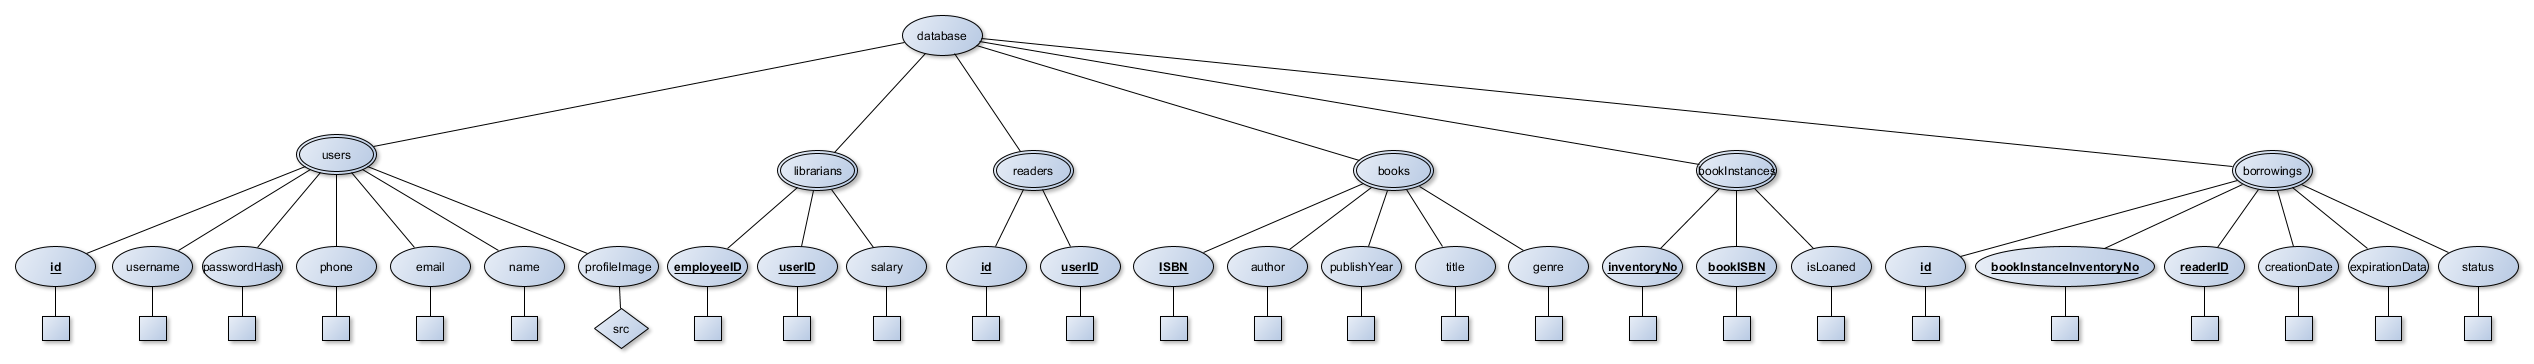 database
users
librarians
readers
books
bookInstances
borrowings
id
username
passwordHash
phone
email
name
profileImage
employeeID
userID
salary
id
userID
ISBN
author
publishYear
title
genre
inventoryNo
bookISBN
isLoaned
id
bookInstanceInventoryNo
readerID
creationDate
expirationData
status
src